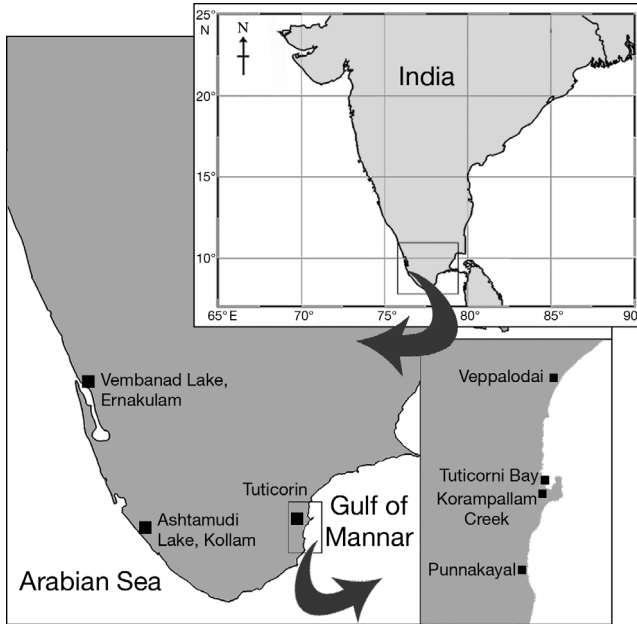 25°
N
N
India
20°
15°
10°
65° E
70°
75°
80°
85°
90
Vembanad Lake,
Ernakulam
Veppalodai
Tuticorin
Gulf of
Mannar
Tuticorni Bay
Korampallam
Creek
Ashtamudi
Lake, Kollam
Punnakayal
Arabian Sea